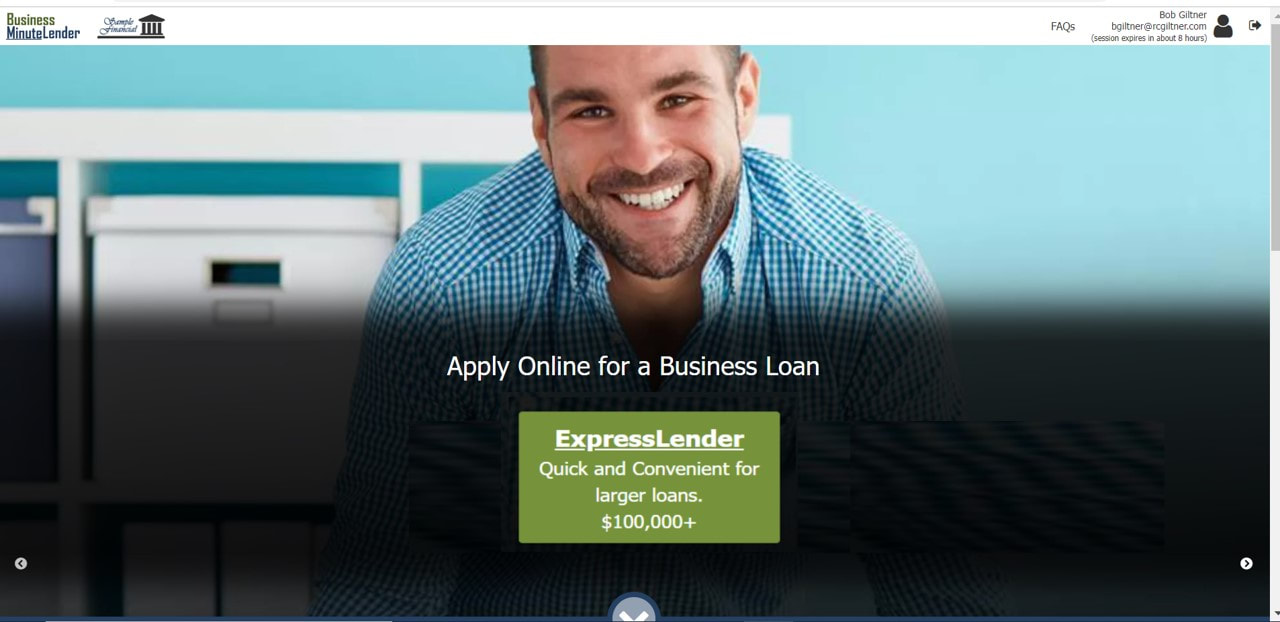 Business
MinuteLender
Sample
Financial
FAQs
Bob Giltner
bgiltner@rcgiltner.com
(session expires in about 8 hours)
Apply Online for a Business Loan
ExpressLender
Quick and Convenient for
larger loans.
$100,000+